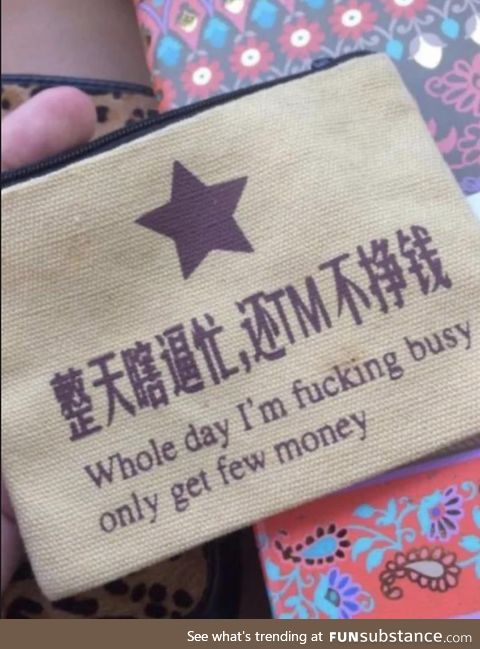 整天瞎逼忙,还TM不挣钱
Whole day I'm fucking busy
only get few money
See what's trending at FUNsubstance.com